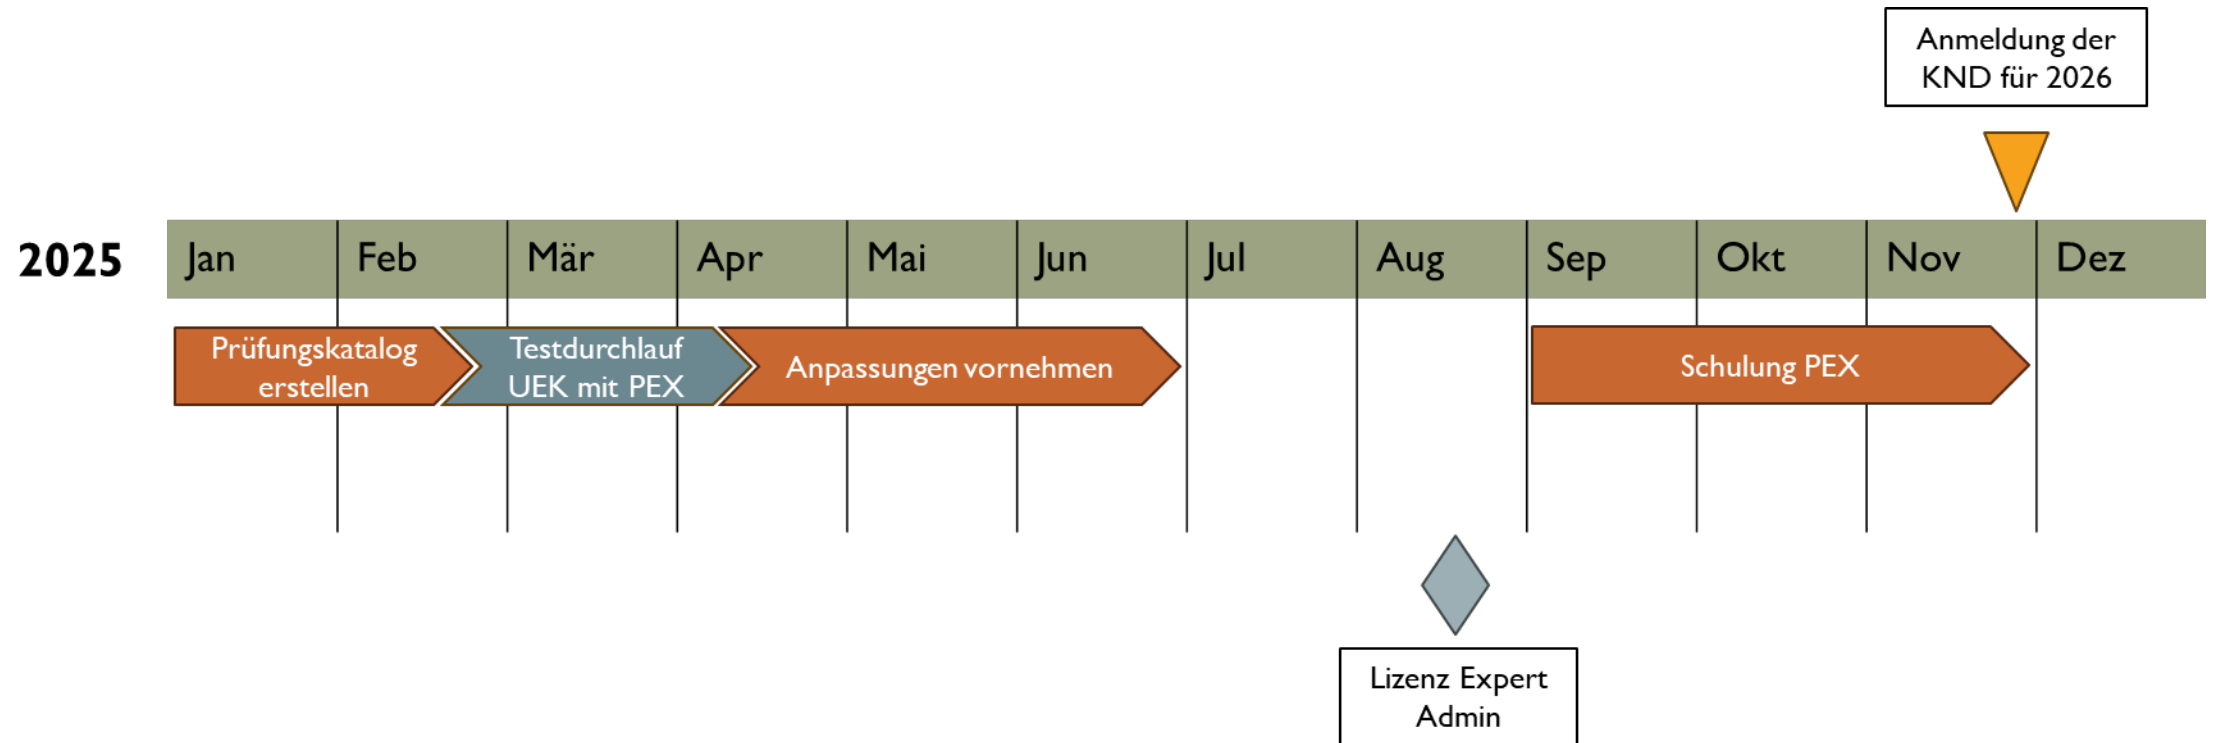 Anmeldung der
KND für 2026
2025
Jan
Feb
Mär
Apr
Mai
Jun
Jul
Aug
Sep
Okt
Nov
Dez
Prüfungskatalog
erstellen
Testdurchlauf
UEK mit PEX
Anpassungen vornehmen
Schulung PEX
Lizenz Expert
Admin